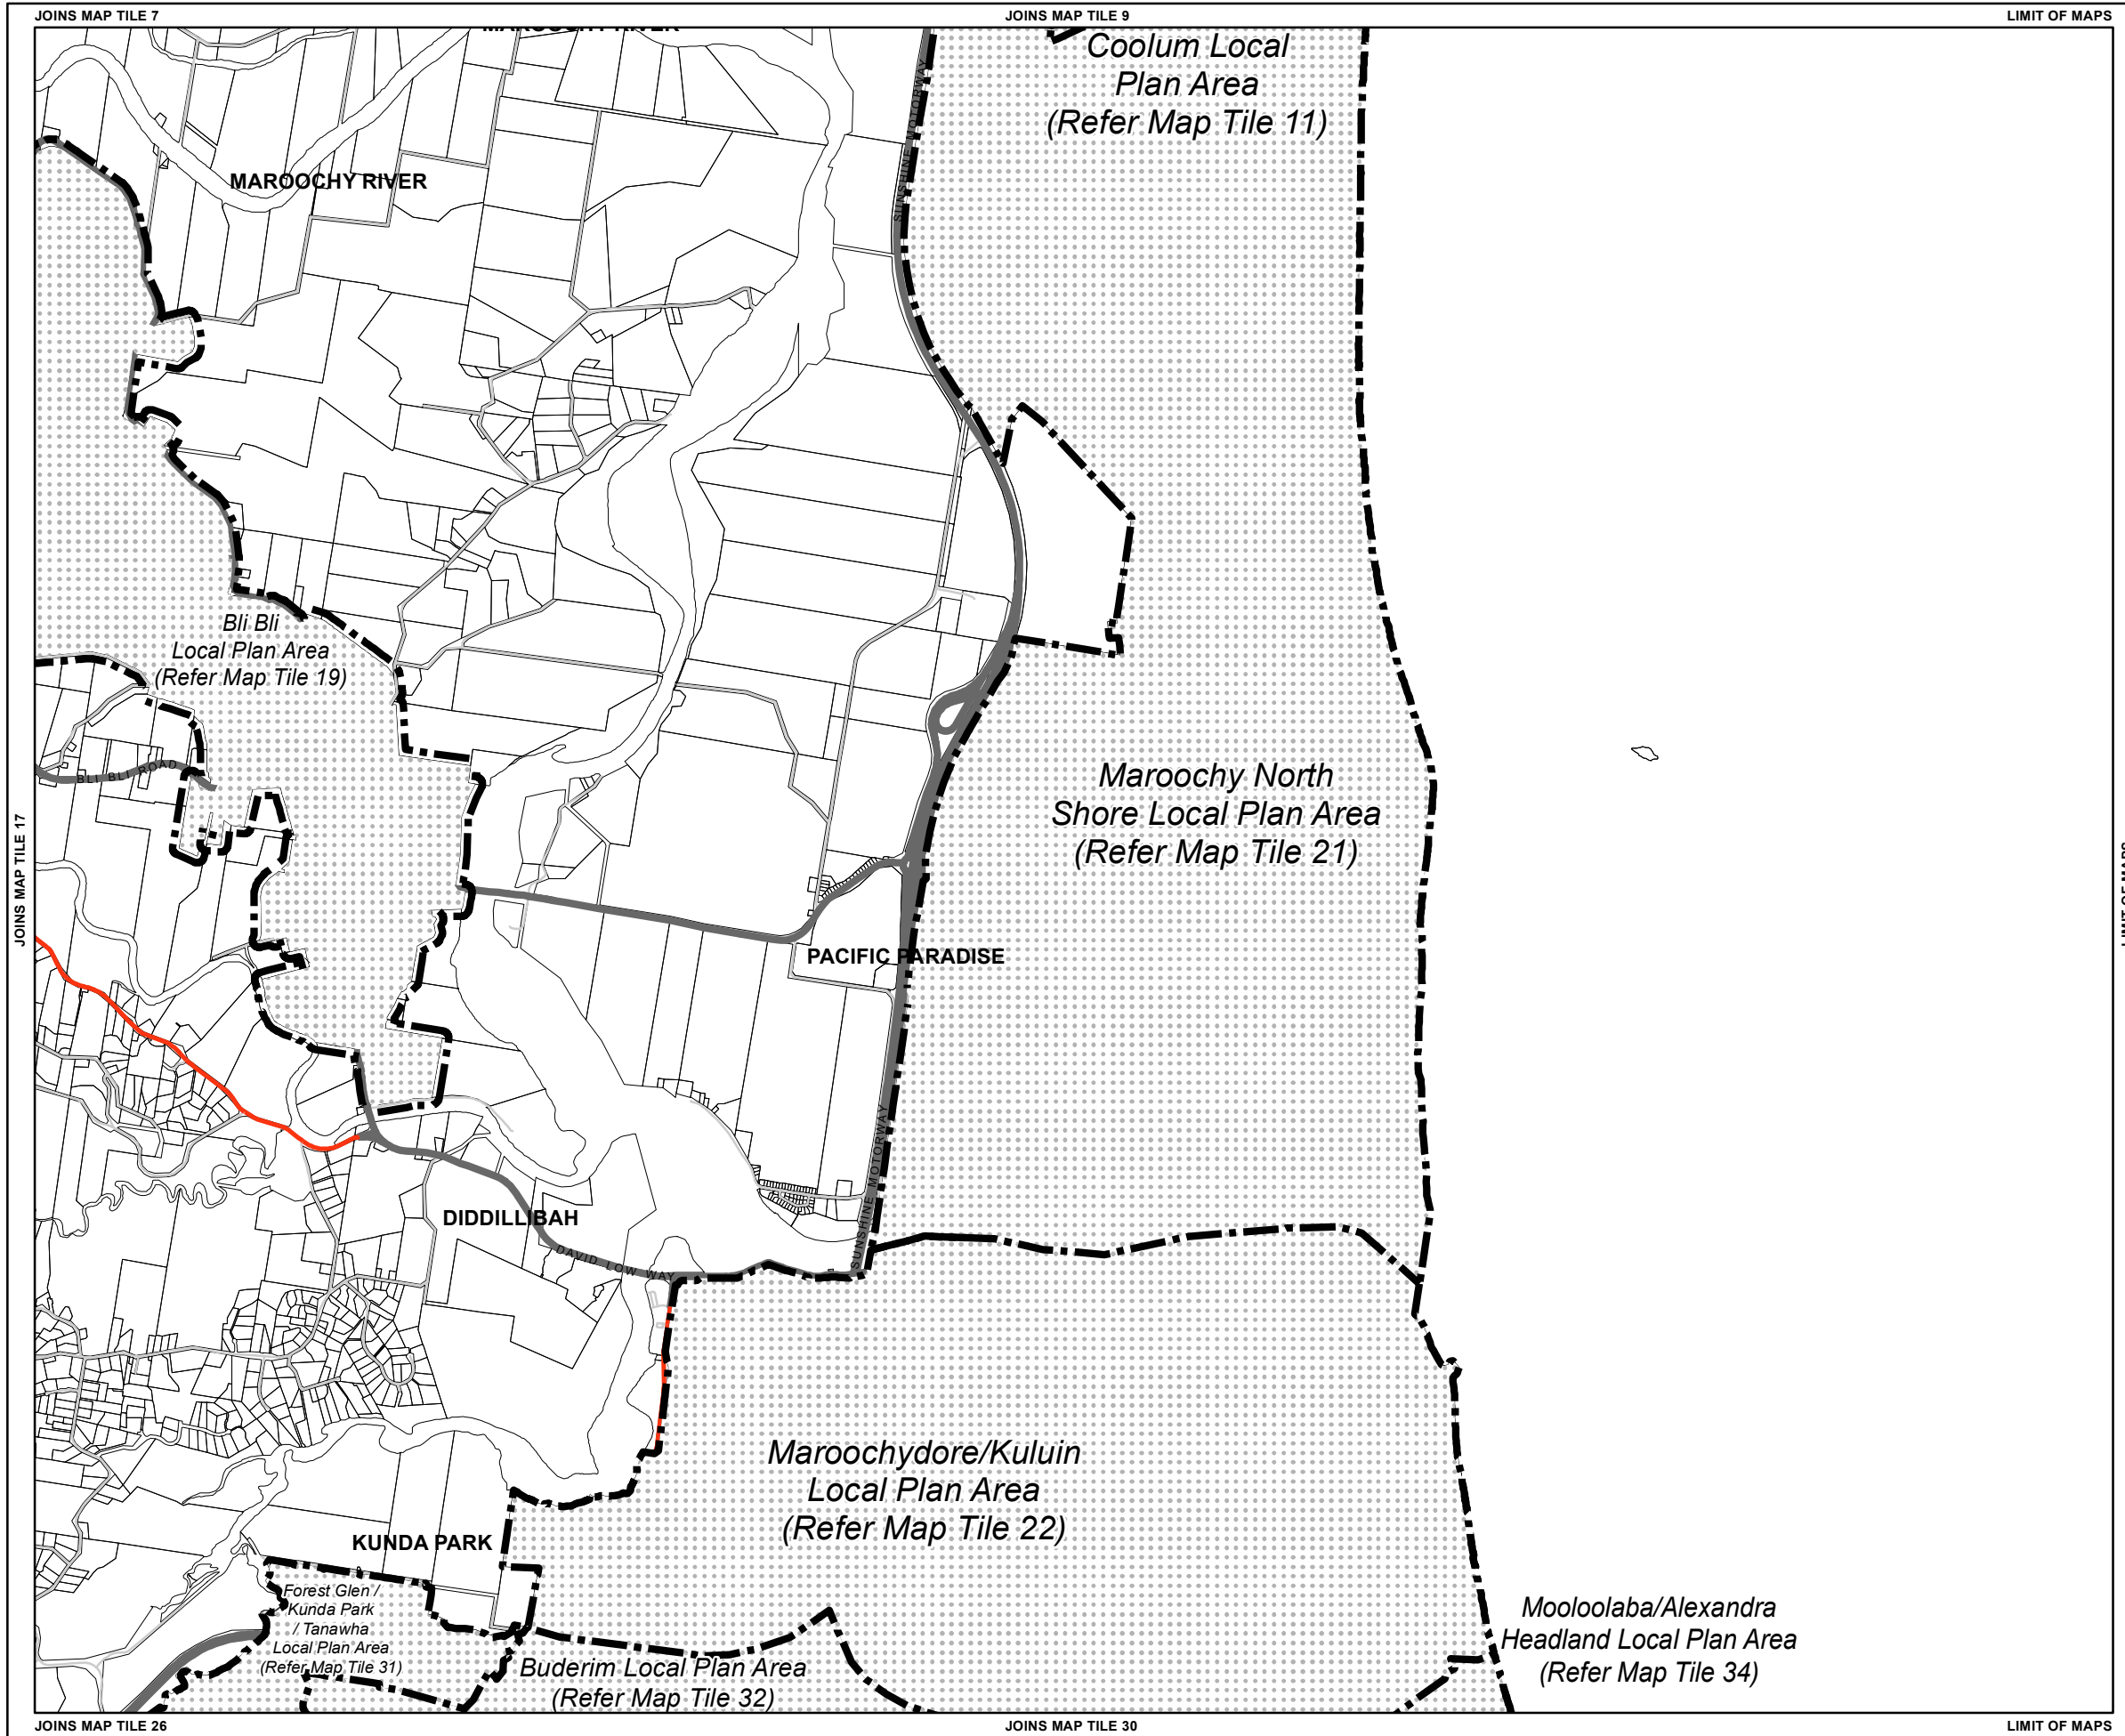 JOINS MAP TILE 7
JOINS MAP TILE 9
LIMIT OF MAPS
MAROOCHY RIVER
Coolum Local
Plan Area
(Refer Map Tile 11)
SUNSHINE MOTORWAY
MAROOCHY RIVER
Bli Bli
Local Plan Area
(Refer Map Tile 19)
BLI BLI ROAD
Maroochy North
Shore Local Plan Area
(Refer Map Tile 21)
JOINS MAP TILE 17
LIMIT OF MAPS
PACIFIC PARADISE
SUNSHINE MOTORWAY
DIDDILLIBAH
DAVID LOW WAY
Maroochydore/Kuluin
Local Plan Area
(Refer Map Tile 22)
KUNDA PARK
Forest Glen /
Kunda Park
/ Tanawha
Local Plan Area
(Refer Map Tile 31)
Buderim Local Plan Area
(Refer Map Tile 32)
Mooloolaba/Alexandra
Headland Local Plan Area
(Refer Map Tile 34)
JOINS MAP TILE 26
JOINS MAP TILE 30
LIMIT OF MAPS